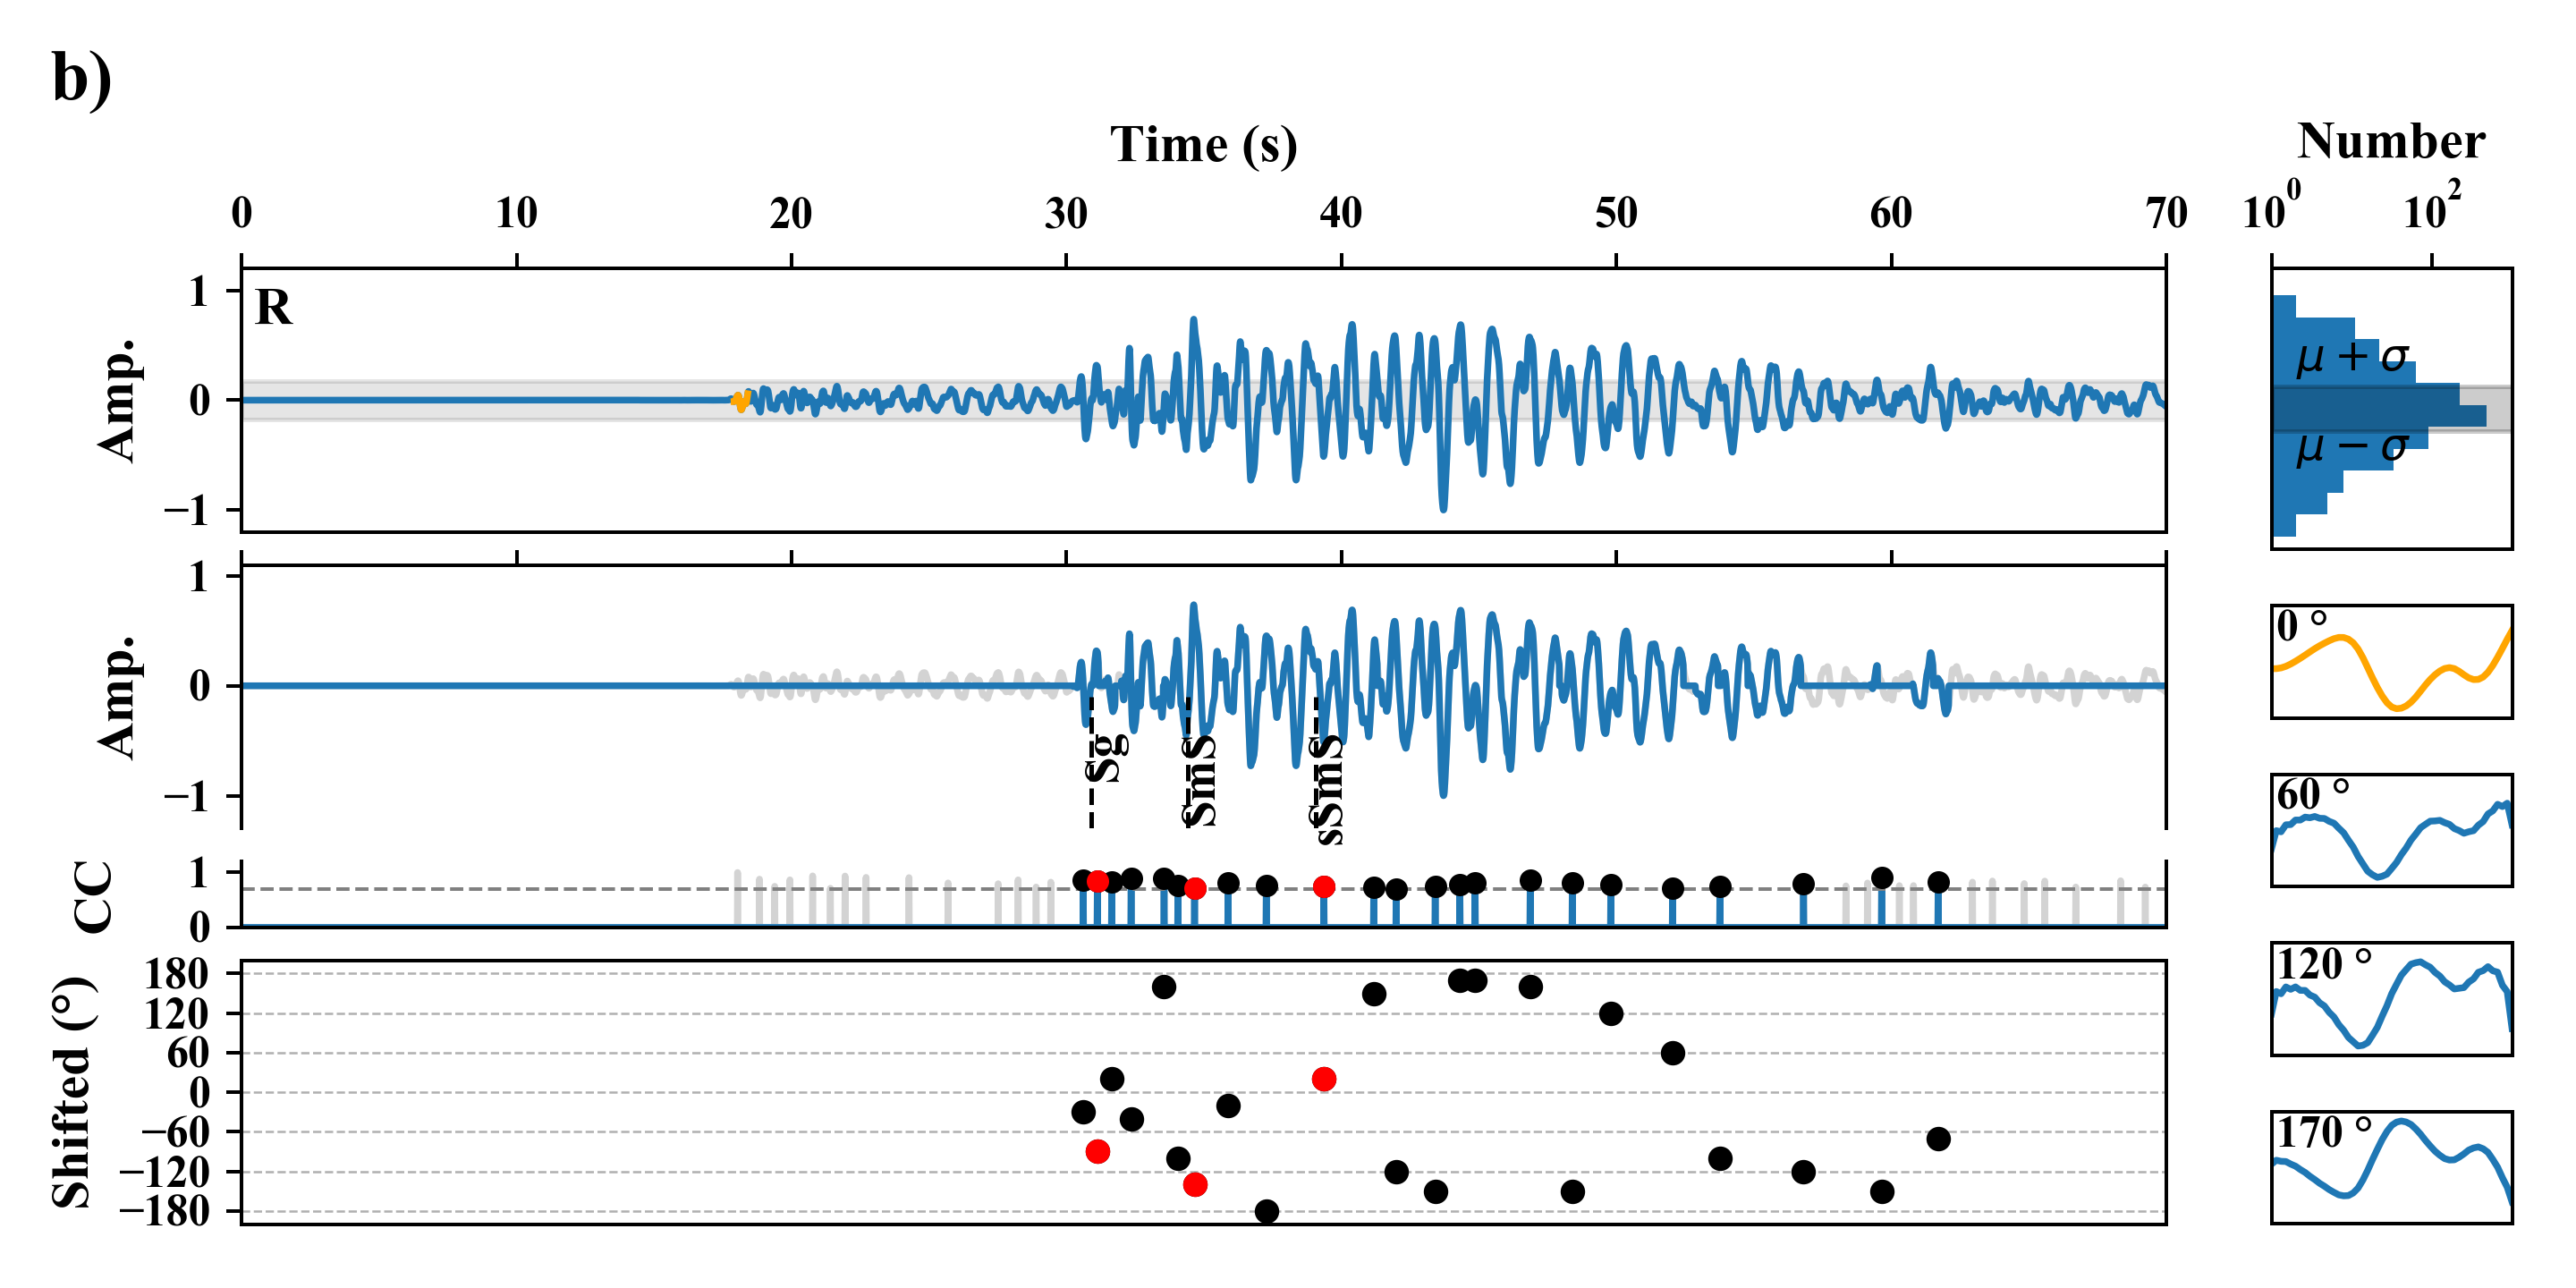 b)
Time (s)
Number
0 10 20 30 40 50 60 70
10^0 10^2
R
1
0
−1
Amp.
μ + σ
μ − σ
1
0
−1
Amp.
Sg
SmS
sSmS
1
0
CC
180
120
60
0
−60
−120
−180
Shifted (°)
0 °
60 °
120 °
170 °